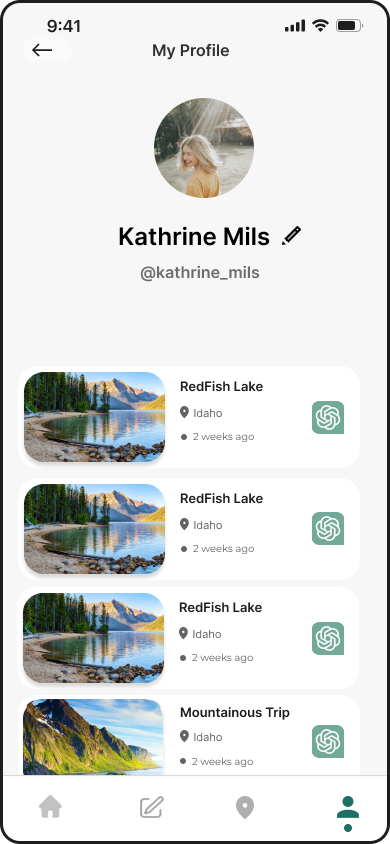 9:41
My Profile
Kathrine Mils
@kathrine_mils
RedFish Lake
Idaho
2 weeks ago
RedFish Lake
Idaho
2 weeks ago
RedFish Lake
Idaho
2 weeks ago
Mountainous Trip
Idaho
2 weeks ago